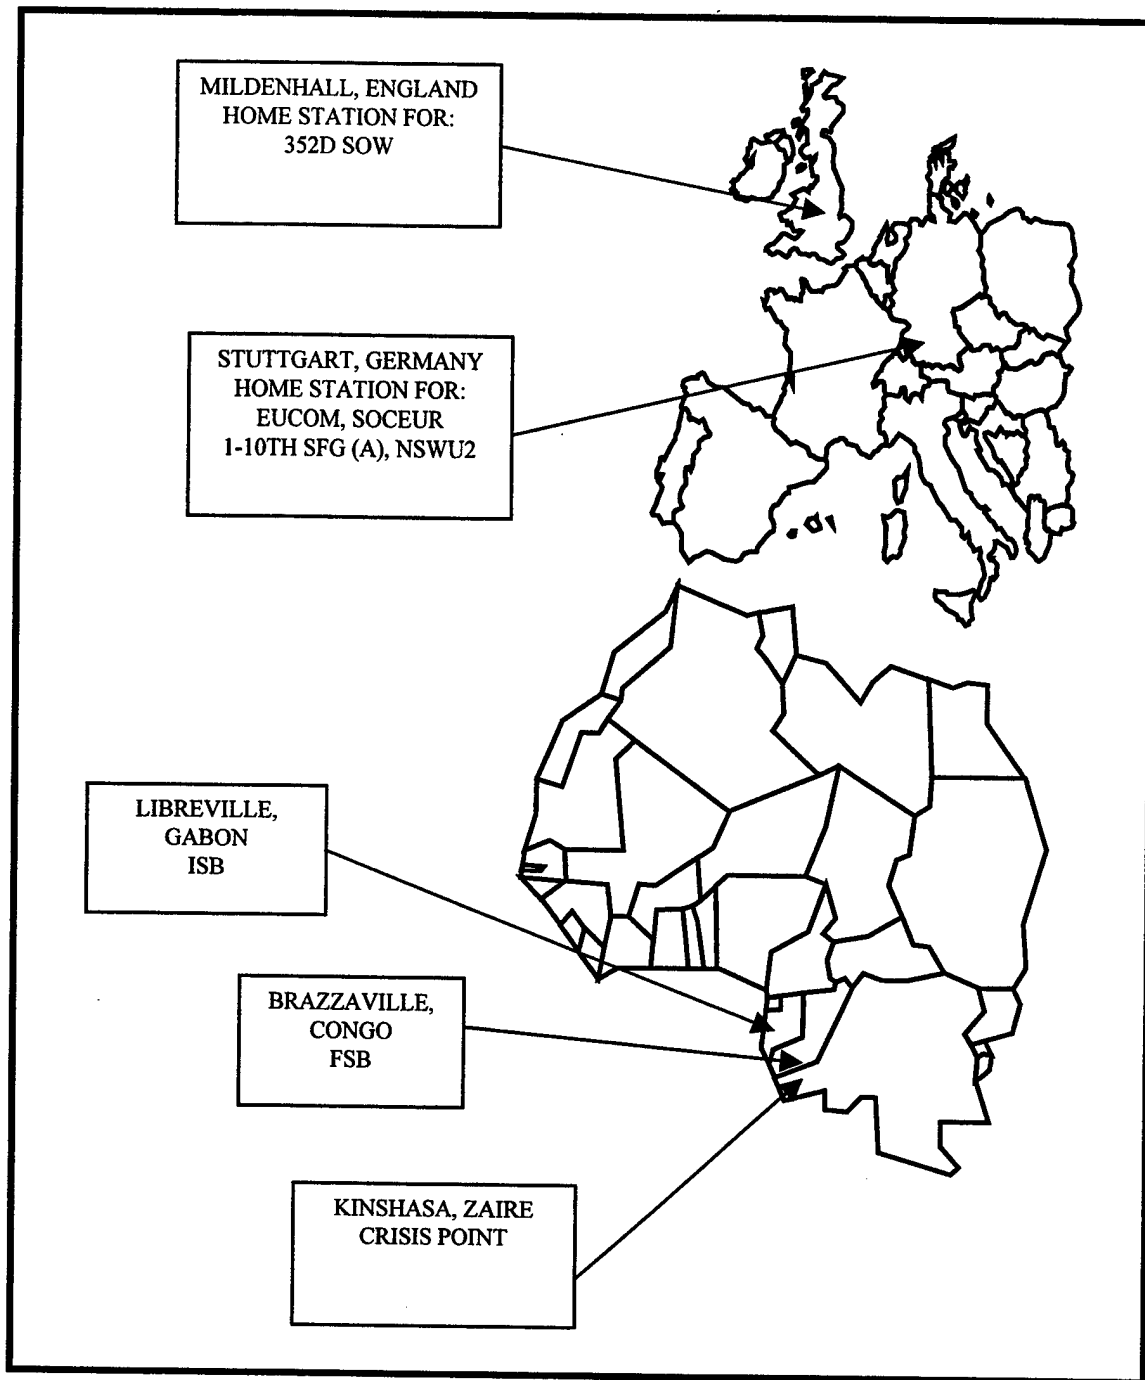 MILDENHALL, ENGLAND
HOME STATION FOR:
352D SOW
STUTTGART, GERMANY
HOME STATION FOR:
EUCOM, SOCEUR
1-10TH SFG (A), NSWU2
LIBREVILLE,
GABON
ISB
BRAZZAVILLE,
CONGO
FSB
KINSHASA, ZAIRE
CRISIS POINT